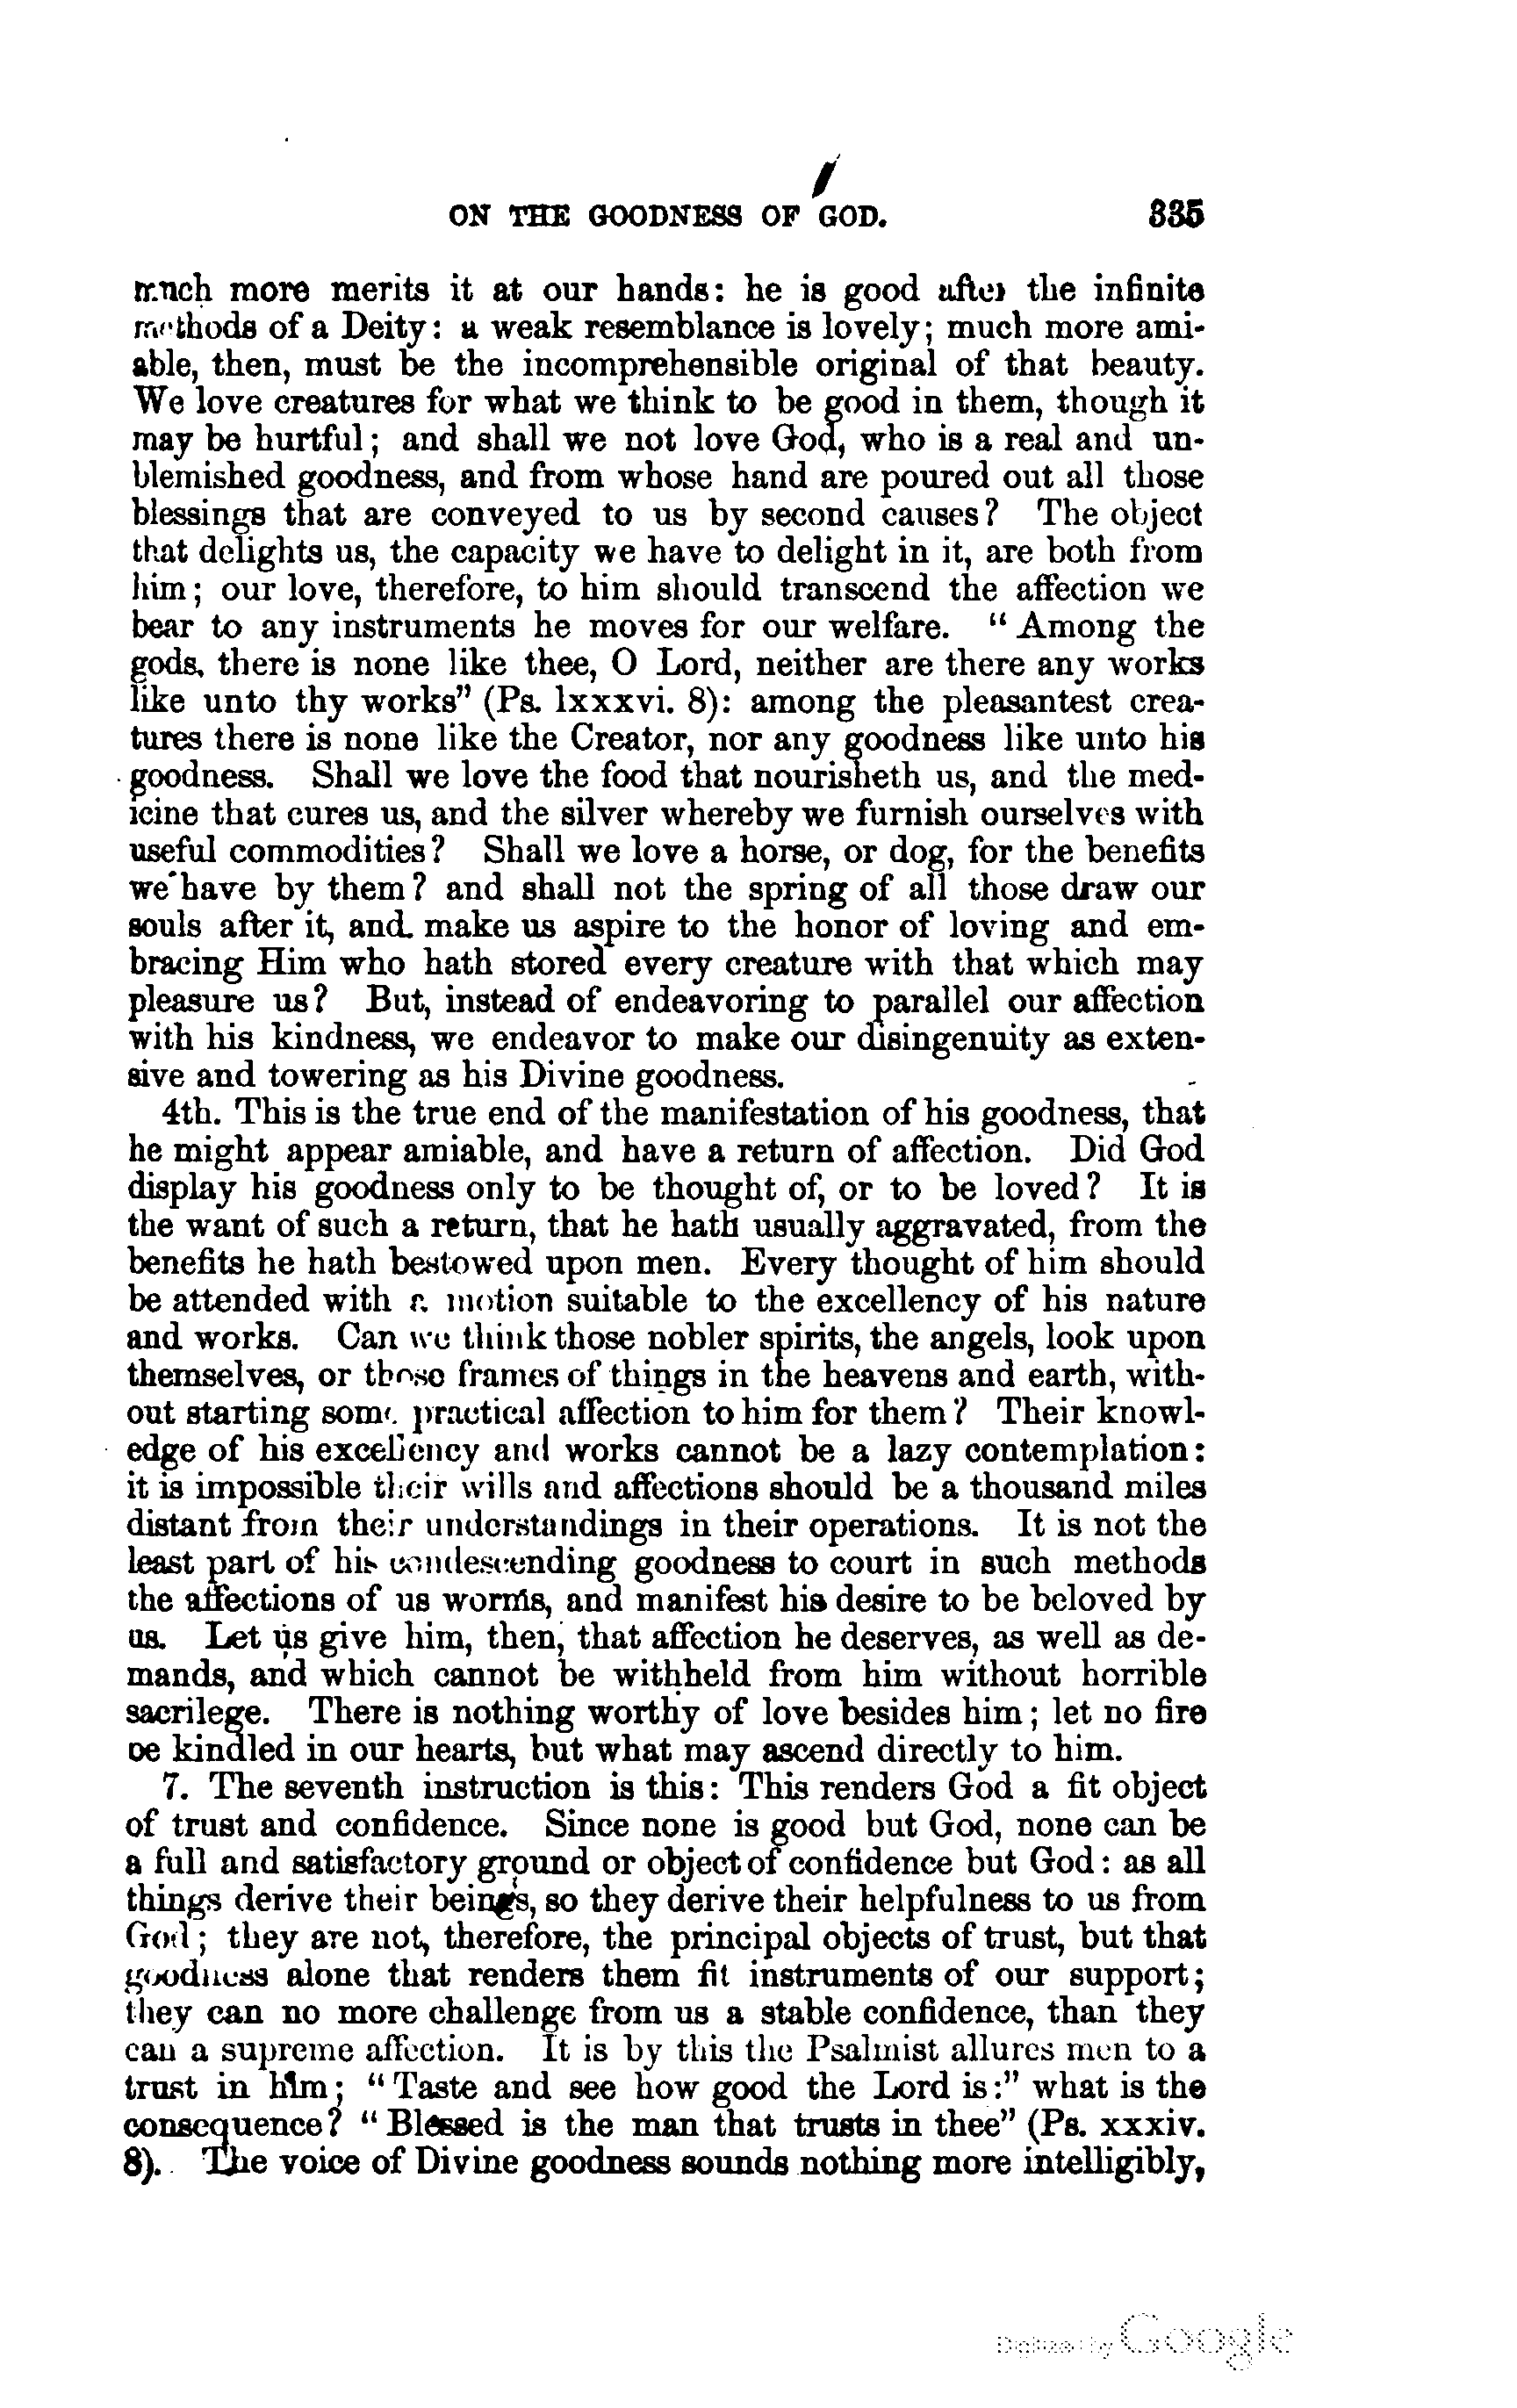 ON THE GOODNESS OF GOD. 335
much more merits it at our hands: he is good after the infinite
methods of a Deity: a weak resemblance is lovely; much more ami-
able, then, must be the incomprehensible original of that beauty.
We love creatures for what we think to be good in them, though it
may be hurtful; and shall we not love God, who is a real and un-
blemished goodness, and from whose hand are poured out all those
blessings that are conveyed to us by second causes? The object
that delights us, the capacity we have to delight in it, are both from
him; our love, therefore, to him should transcend the affection we
bear to any instruments he moves for our welfare. “Among the
gods, there is none like thee, O Lord, neither are there any works
like unto thy works” (Ps. lxxxvi. 8): among the pleasantest crea-
tures there is none like the Creator, nor any goodness like unto his
goodness. Shall we love the food that nourisheth us, and the med-
icine that cures us, and the silver whereby we furnish ourselves with
useful commodities? Shall we love a horse, or dog, for the benefits
we have by them? and shall not the spring of all those draw our
souls after it, and make us aspire to the honor of loving and em-
bracing Him who hath stored every creature with that which may
pleasure us? But, instead of endeavoring to parallel our affection
with his kindness, we endeavor to make our disingenuity as exten-
sive and towering as his Divine goodness.
4th. This is the true end of the manifestation of his goodness, that
he might appear amiable, and have a return of affection. Did God
display his goodness only to be thought of, or to be loved? It is
the want of such a return, that he hath usually aggravated, from the
benefits he hath bestowed upon men. Every thought of him should
be attended with a motion suitable to the excellency of his nature
and works. Can we think those nobler spirits, the angels, look upon
themselves, or those frames of things in the heavens and earth, with-
out starting some practical affection to him for them? Their knowl-
edge of his excellency and works cannot be a lazy contemplation:
it is impossible their wills and affections should be a thousand miles
distant from their understandings in their operations. It is not the
least part of his condescending goodness to court in such methods
the affections of us worms, and manifest his desire to be beloved by
us. Let us give him, then, that affection he deserves, as well as de-
mands, and which cannot be withheld from him without horrible
sacrilege. There is nothing worthy of love besides him; let no fire
be kindled in our hearts, but what may ascend directly to him.
7. The seventh instruction is this: This renders God a fit object
of trust and confidence. Since none is good but God, none can be
a full and satisfactory ground or object of confidence but God: as all
things derive their beings, so they derive their helpfulness to us from
God; they are not, therefore, the principal objects of trust, but that
goodness alone that renders them fit instruments of our support;
they can no more challenge from us a stable confidence, than they
can a supreme affection. It is by this the Psalmist allures men to a
trust in him; “Taste and see how good the Lord is:” what is the
consequence? “Blessed is the man that trusts in thee” (Ps. xxxiv.
8). The voice of Divine goodness sounds nothing more intelligibly,
Digitized by Google